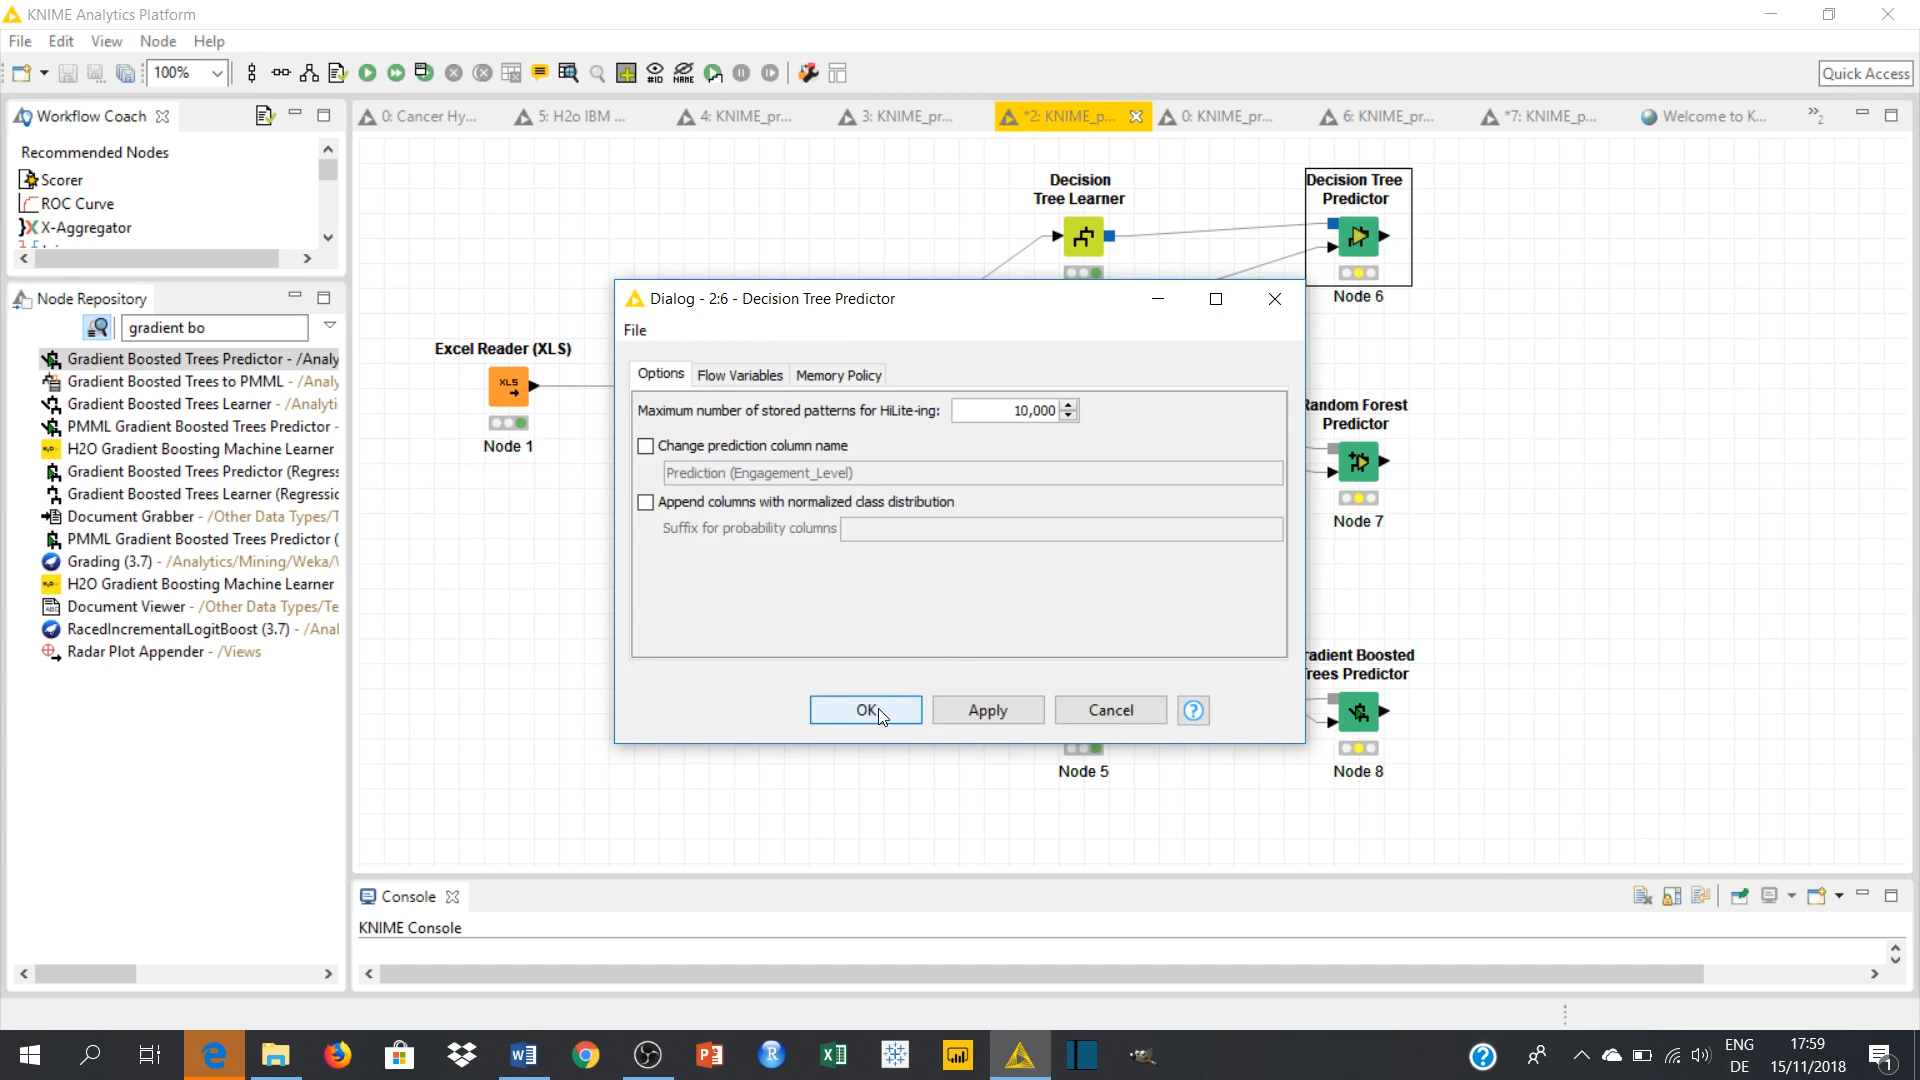 KNIME Analytics Platform
File Edit View Node Help
100%
Quick Access
Workflow Coach
Recommended Nodes
Scorer
ROC Curve
X-Aggregator
Node Repository
gradient bo
Gradient Boosted Trees Predictor - /Analy
Gradient Boosted Trees to PMML - /Analy
Gradient Boosted Trees Learner - /Analyti
PMML Gradient Boosted Trees Predictor -
H2O Gradient Boosting Machine Learner
Gradient Boosted Trees Predictor (Regres
Gradient Boosted Trees Learner (Regressic
Document Grabber - /Other Data Types/T
PMML Gradient Boosted Trees Predictor (
Grading (3.7) - /Analytics/Mining/Weka/\
H2O Gradient Boosting Machine Learner
Document Viewer - /Other Data Types/Te
RacedIncrementalLogitBoost (3.7) - /Anal
Radar Plot Appender - /Views
0: Cancer Hy... 5: H2o IBM ... 4: KNIME_pr... 3: KNIME_pr... *2: KNIME_p... 0: KNIME_pr... 6: KNIME_pr... *7: KNIME_p... Welcome to K... »2
Decision
Tree Learner
Decision Tree
Predictor
Node 6
Excel Reader (XLS)
XLS
Node 1
Random Forest
Predictor
Node 7
Gradient Boosted
Trees Predictor
Node 5
Node 8
Dialog - 2:6 - Decision Tree Predictor
File
Options Flow Variables Memory Policy
Maximum number of stored patterns for HiLite-ing: 10,000
Change prediction column name
Prediction (Engagement_Level)
Append columns with normalized class distribution
Suffix for probability columns
OK Apply Cancel
Console
KNIME Console
ENG
DE
17:59
15/11/2018
1